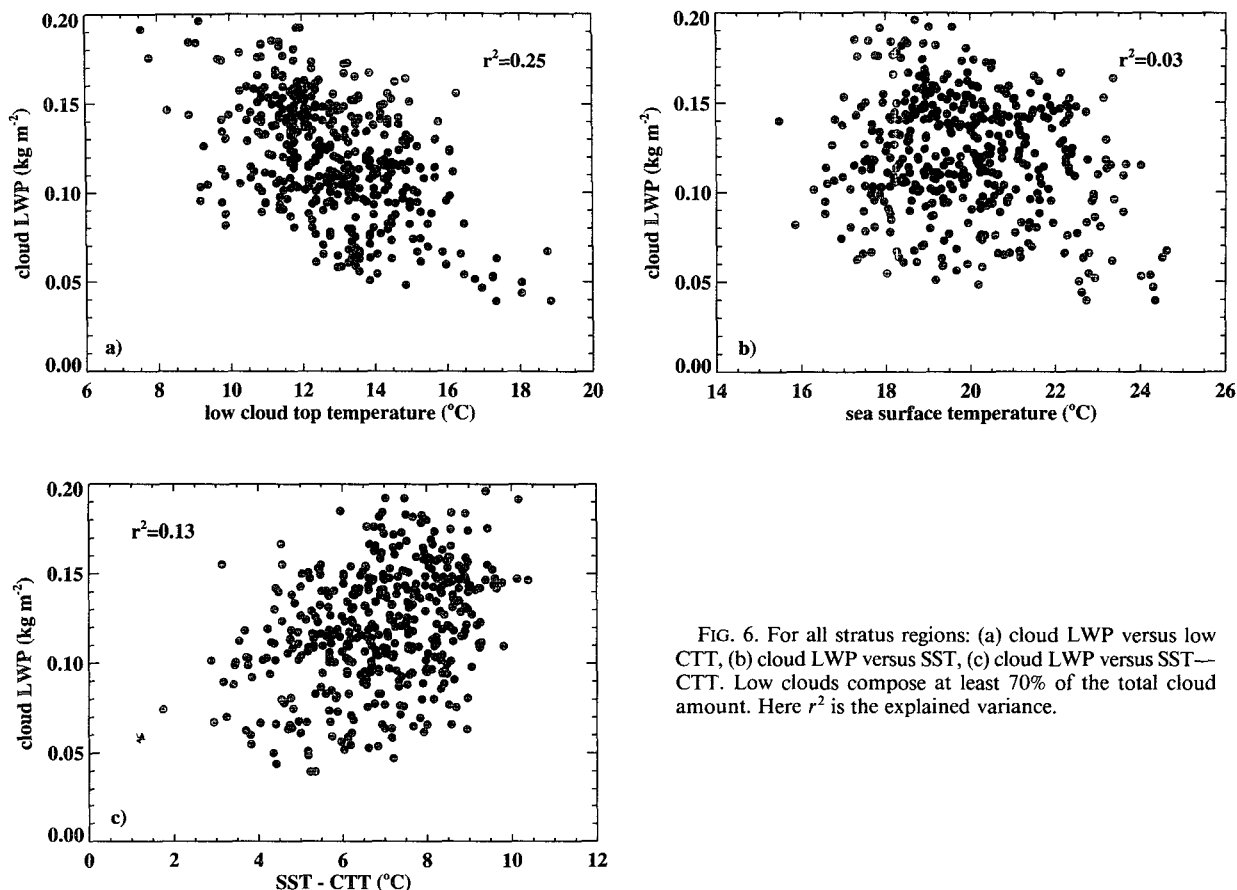 0.20
0.15
0.10
0.05
0.00
cloud LWP (kg m-2)
r2=0.25
a)
6 8 10 12 14 16 18 20
low cloud top temperature (°C)
0.20
0.15
0.10
0.05
0.00
cloud LWP (kg m-2)
r2=0.03
b)
14 16 18 20 22 24 26
sea surface temperature (°C)
0.20
0.15
0.10
0.05
0.00
cloud LWP (kg m-2)
r2=0.13
c)
0 2 4 6 8 10 12
SST - CTT (°C)
FIG. 6. For all stratus regions: (a) cloud LWP versus low
CTT, (b) cloud LWP versus SST, (c) cloud LWP versus SST—
CTT. Low clouds compose at least 70% of the total cloud
amount. Here r2 is the explained variance.